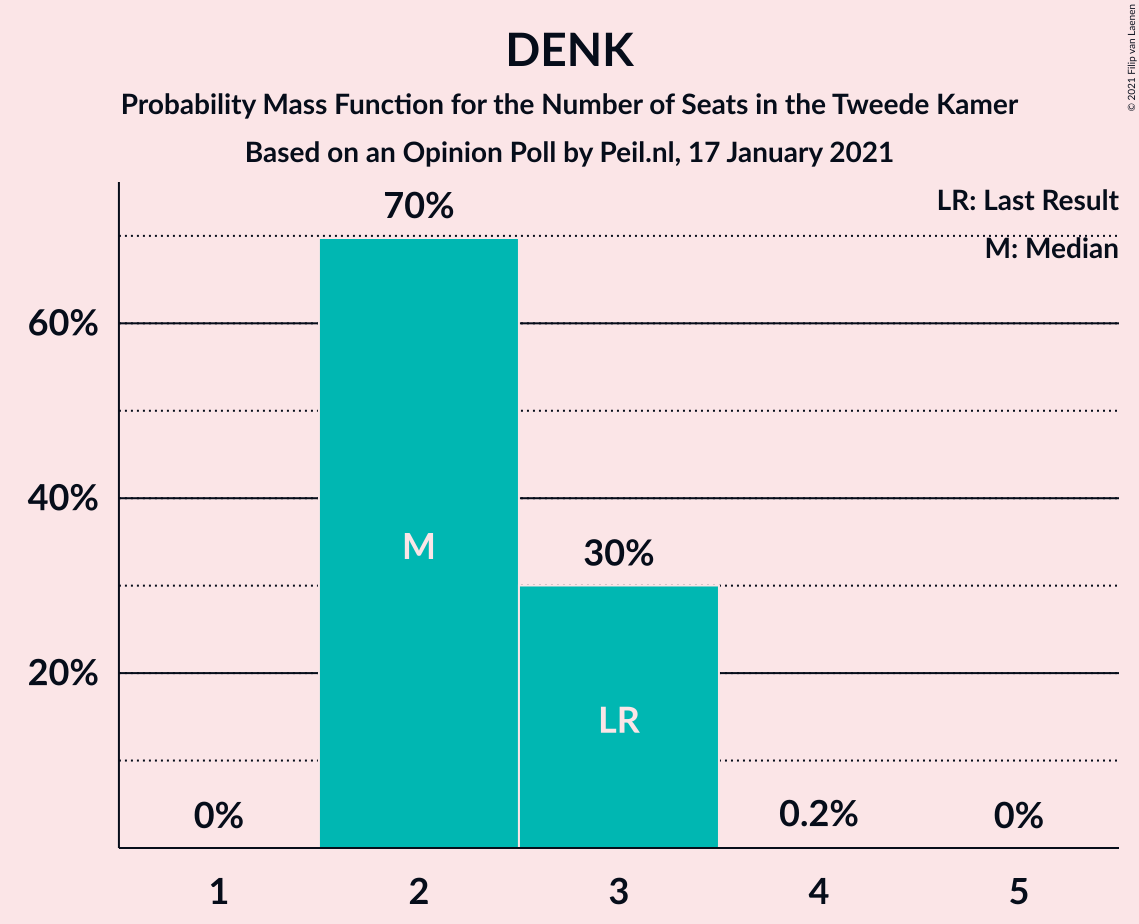 DENK
Probability Mass Function for the Number of Seats in the Tweede Kamer
Based on an Opinion Poll by Peil.nl, 17 January 2021
© 2021 Filip van Laenen
LR: Last Result
M: Median
70%
60%
40%
M
30%
20%
LR
0%
0.2%
0%
1
2
3
4
5